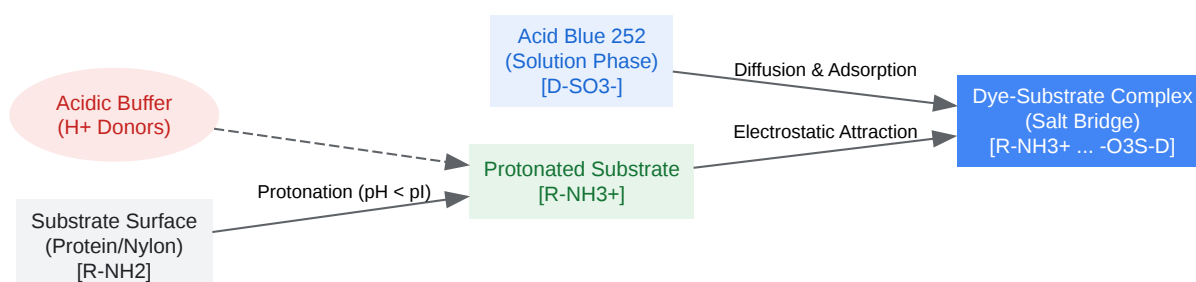 Acid Blue 252
(Solution Phase)
[D-SO3-]
Diffusion & Adsorption
Dye-Substrate Complex
(Salt Bridge)
[R-NH3+ ... -O3S-D]
Acidic Buffer
(H+ Donors)
Electrostatic Attraction
Protonated Substrate
[R-NH3+]
Protonation (pH < pI)
Substrate Surface
(Protein/Nylon)
[R-NH2]